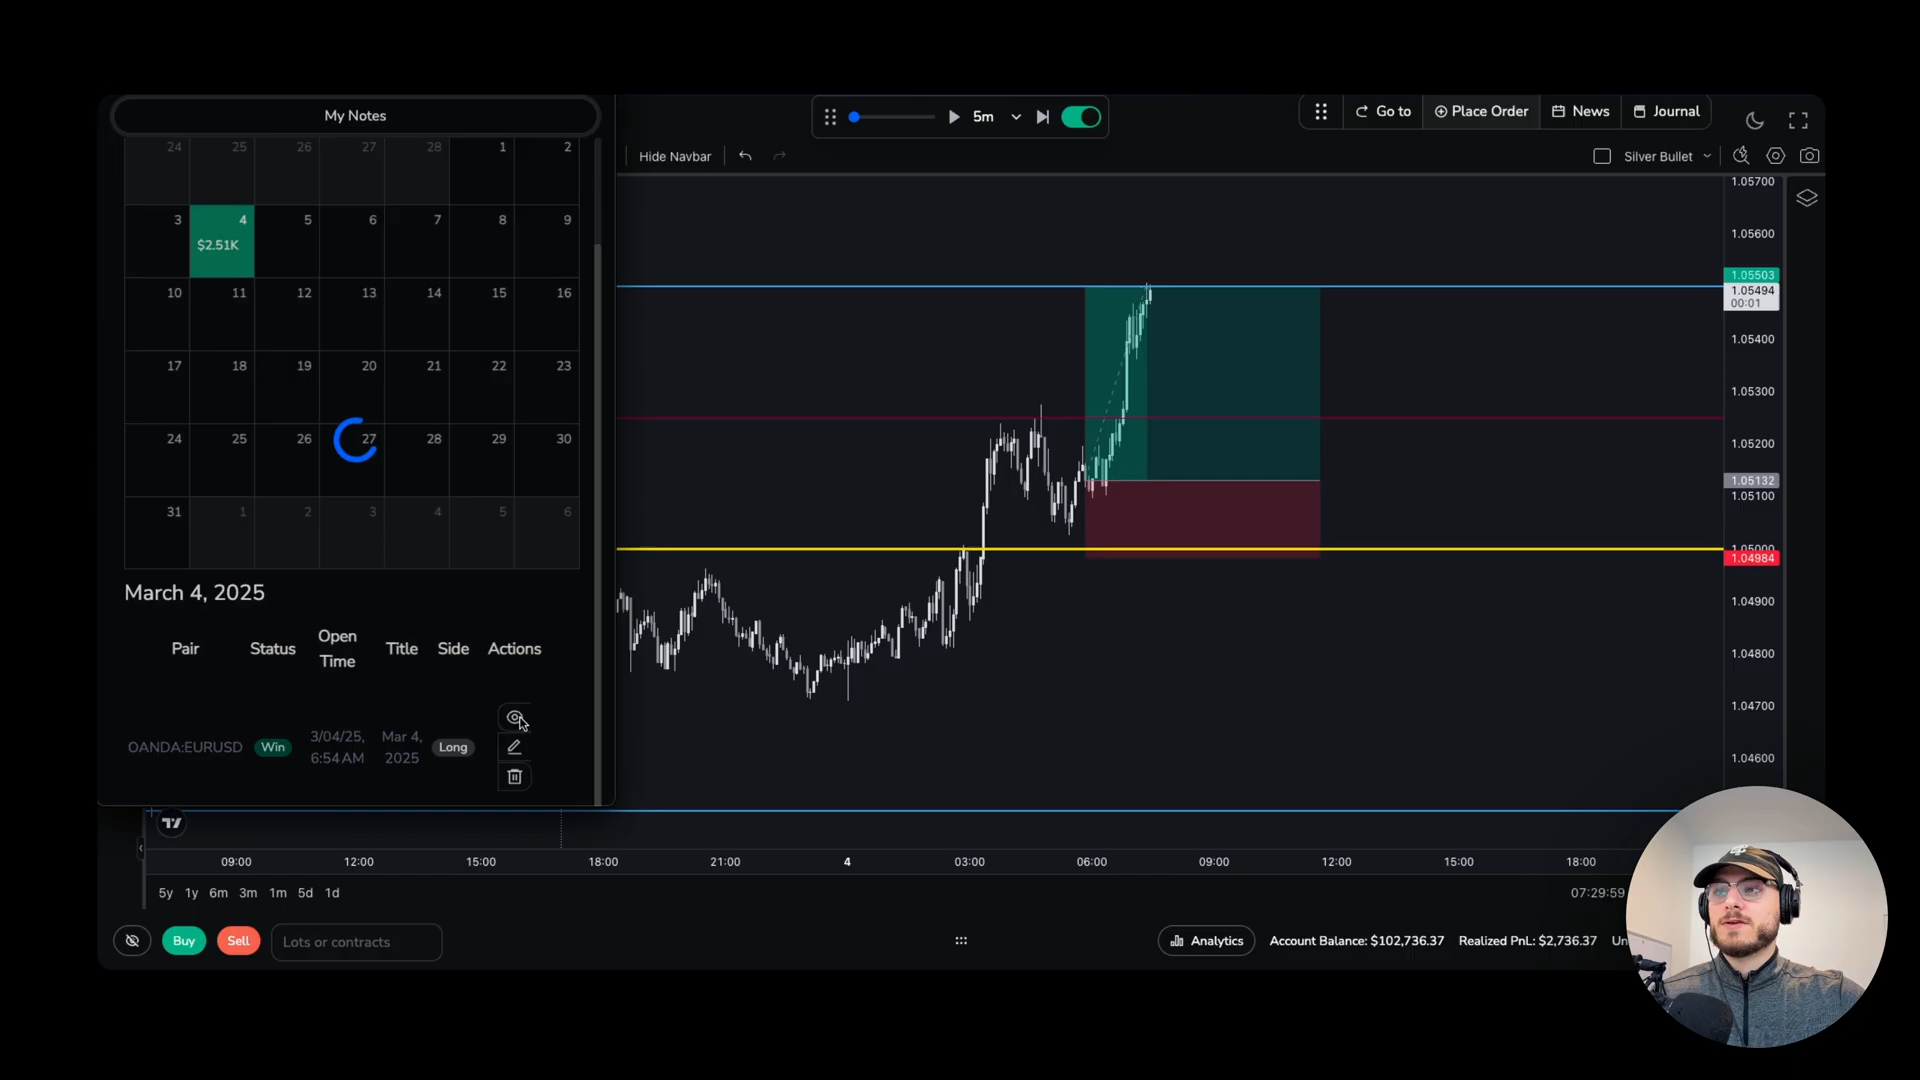 My Notes
5m
Go to
Place Order
News
Journal
Hide Navbar
Silver Bullet
24 25 26 27 28 1 2
3 4 5 6 7 8 9
$2.51K
10 11 12 13 14 15 16
17 18 19 20 21 22 23
24 25 26 27 28 29 30
31 1 2 3 4 5 6
March 4, 2025
Pair Status Open Time Title Side Actions
OANDA:EURUSD Win 3/04/25, 6:54 AM Mar 4, 2025 Long
1.05700
1.05600
1.05503
1.05494
00:01
1.05400
1.05300
1.05200
1.05132
1.05100
1.05000
1.04984
1.04900
1.04800
1.04700
1.04600
09:00 12:00 15:00 18:00 21:00 4 03:00 06:00 09:00 12:00 15:00 18:00
5y 1y 6m 3m 1m 5d 1d
07:29:59
Buy
Sell
Lots or contracts
Analytics
Account Balance: $102,736.37
Realized PnL: $2,736.37
Un